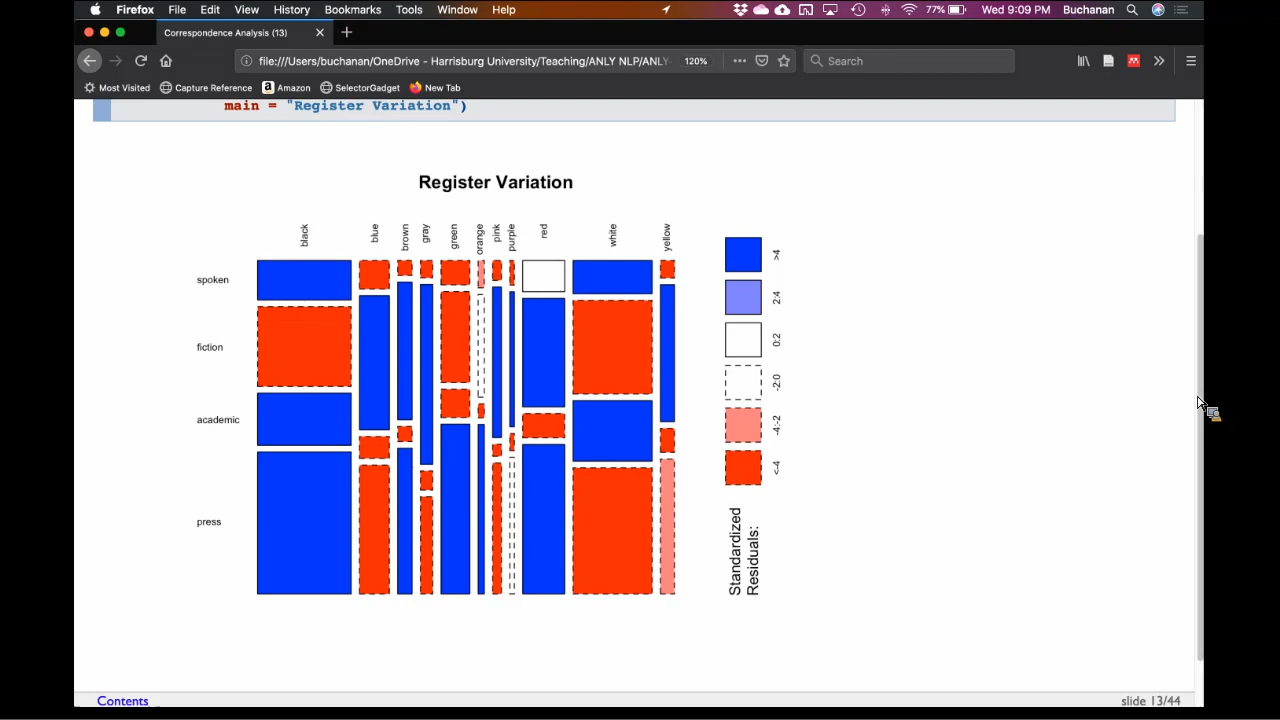 Firefox File Edit View History Bookmarks Tools Window Help 77% Wed 9:09 PM Buchanan
Correspondence Analysis (13)
file:///Users/buchanan/OneDrive - Harrisburg University/Teaching/ANLY NLP/ANLY- 120% Search
Most Visited Capture Reference Amazon SelectorGadget New Tab
main = "Register Variation")
Register Variation
black blue brown gray green orange pink purple red white yellow
spoken
fiction
academic
press
>4
2:4
0:2
-2:0
-4:-2
<-4
Standardized
Residuals:
Contents slide 13/44